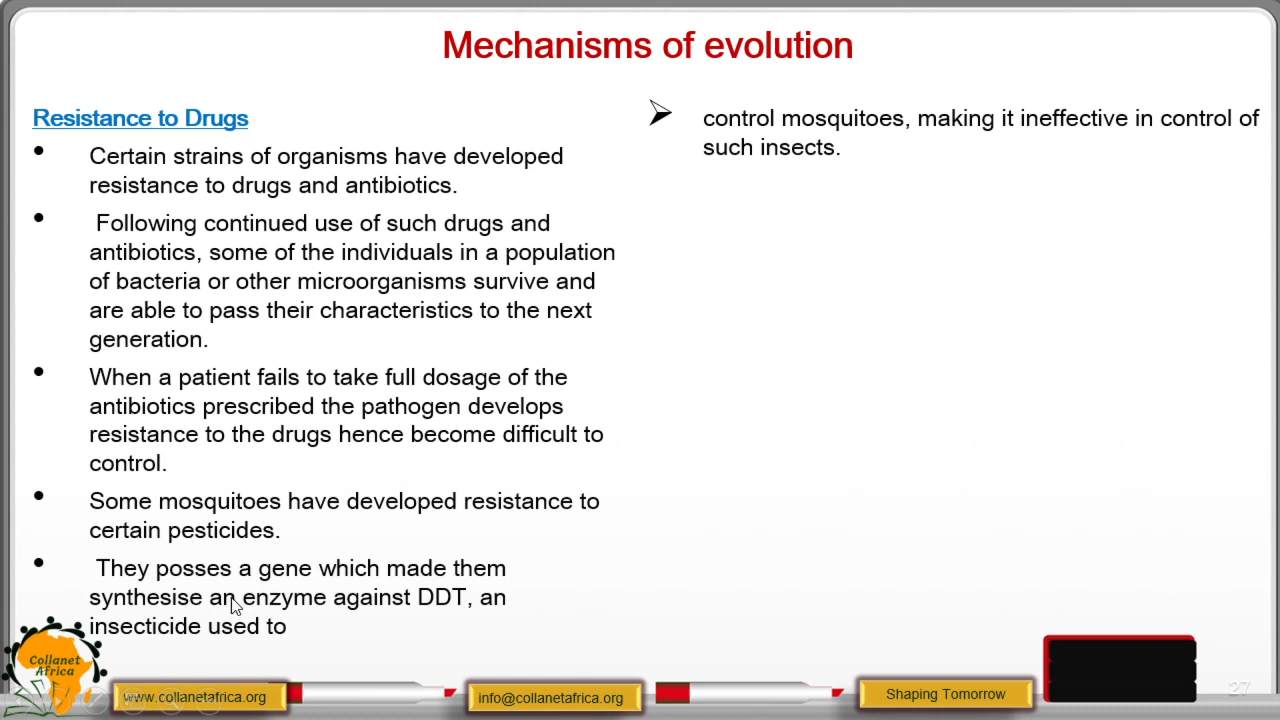 Mechanisms of evolution
Resistance to Drugs
• Certain strains of organisms have developed
resistance to drugs and antibiotics.
• Following continued use of such drugs and
antibiotics, some of the individuals in a population
of bacteria or other microorganisms survive and
are able to pass their characteristics to the next
generation.
• When a patient fails to take full dosage of the
antibiotics prescribed the pathogen develops
resistance to the drugs hence become difficult to
control.
• Some mosquitoes have developed resistance to
certain pesticides.
• They posses a gene which made them
synthesise an enzyme against DDT, an
insecticide used to
➢ control mosquitoes, making it ineffective in control of
such insects.
Collanet
Africa
www.collanetafrica.org
info@collanetafrica.org
Shaping Tomorrow
27